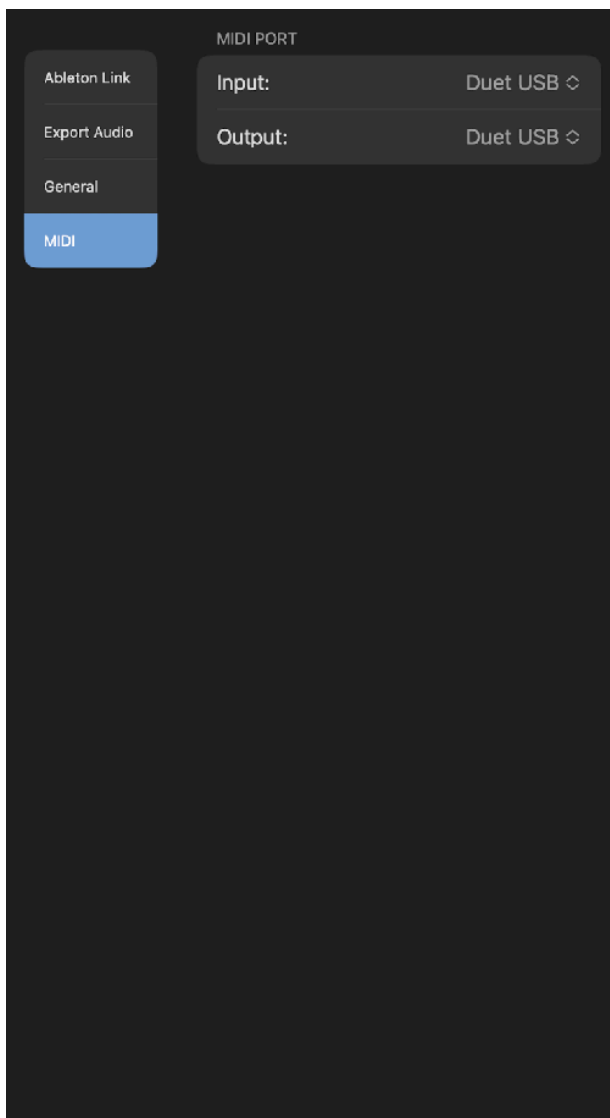 Ableton Link
Export Audio
General
MIDI
MIDI PORT
Input: Duet USB
Output: Duet USB